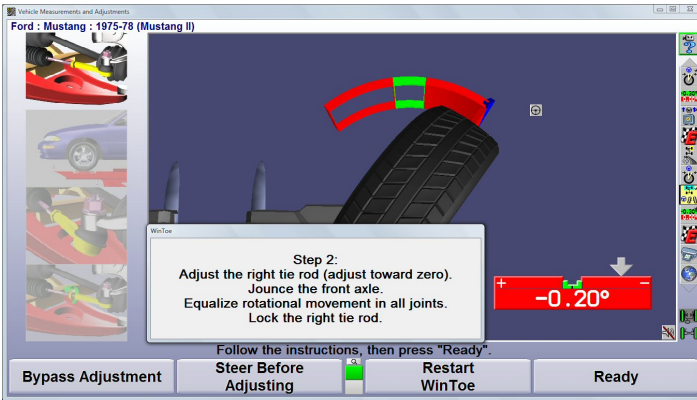 Vehicle Measurements and Adjustments
Ford : Mustang : 1975-78 (Mustang II)
WinToe
Step 2:
Adjust the right tie rod (adjust toward zero).
Jounce the front axle.
Equalize rotational movement in all joints.
Lock the right tie rod.
+ −
-0.20°
Follow the instructions, then press "Ready".
Bypass Adjustment
Steer Before
Adjusting
Restart
WinToe
Ready